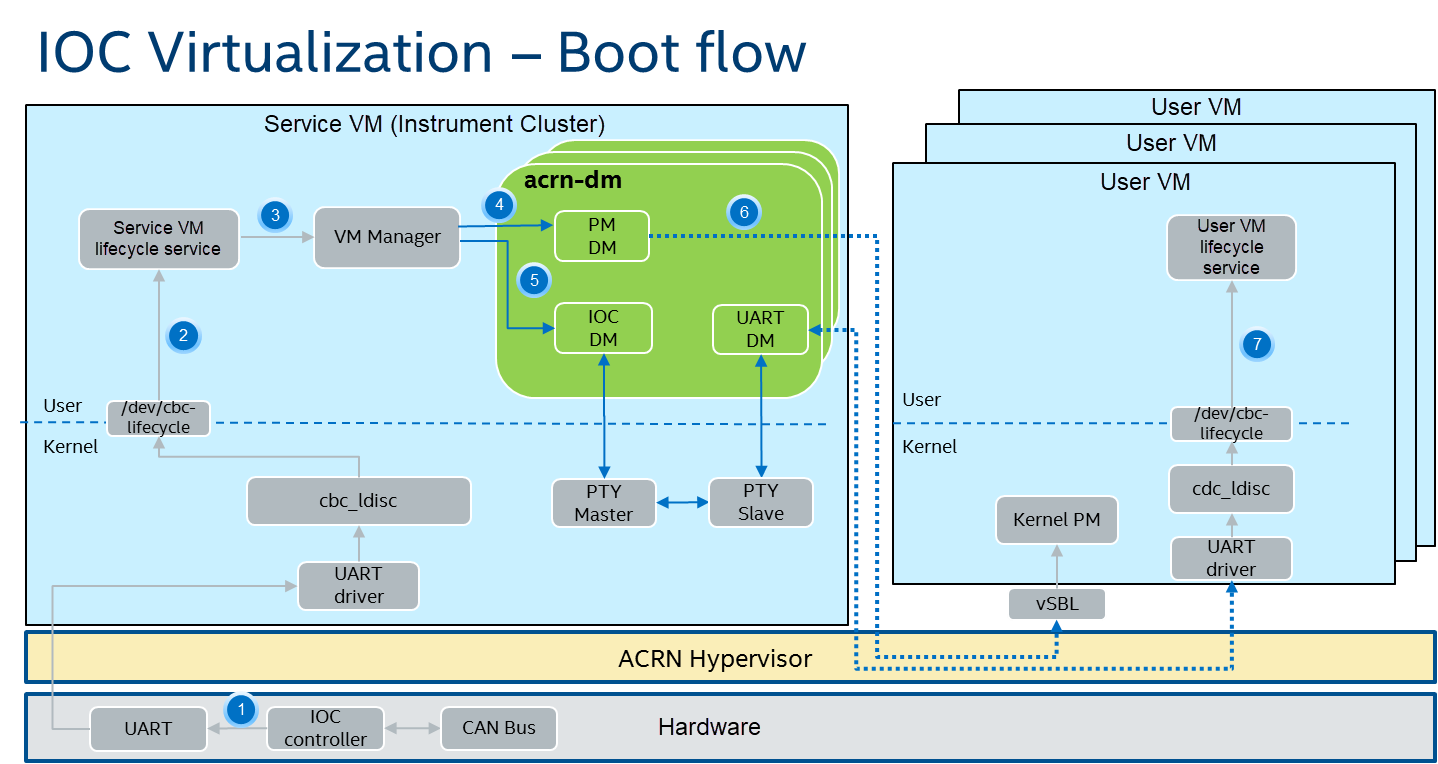 IOC Virtualization – Boot flow
Service VM (Instrument Cluster)
acrn-dm
Service VM
lifecycle service
3
VM Manager
4
PM
DM
6
5
IOC
DM
UART
DM
2
User
/dev/cbc-
lifecycle
Kernel
cbc_ldisc
PTY
Master
PTY
Slave
UART
driver
User VM
User VM
User VM
User VM
lifecycle
service
7
User
/dev/cbc-
lifecycle
Kernel
cdc_ldisc
Kernel PM
UART
driver
vSBL
ACRN Hypervisor
UART
1
IOC
controller
CAN Bus
Hardware